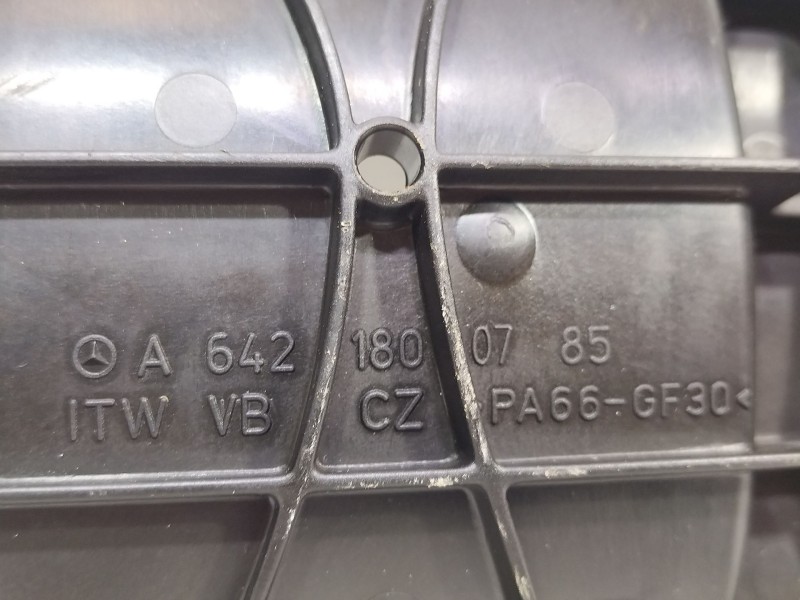 A 642 180 07 85
ITW VB CZ >PA66-GF30<